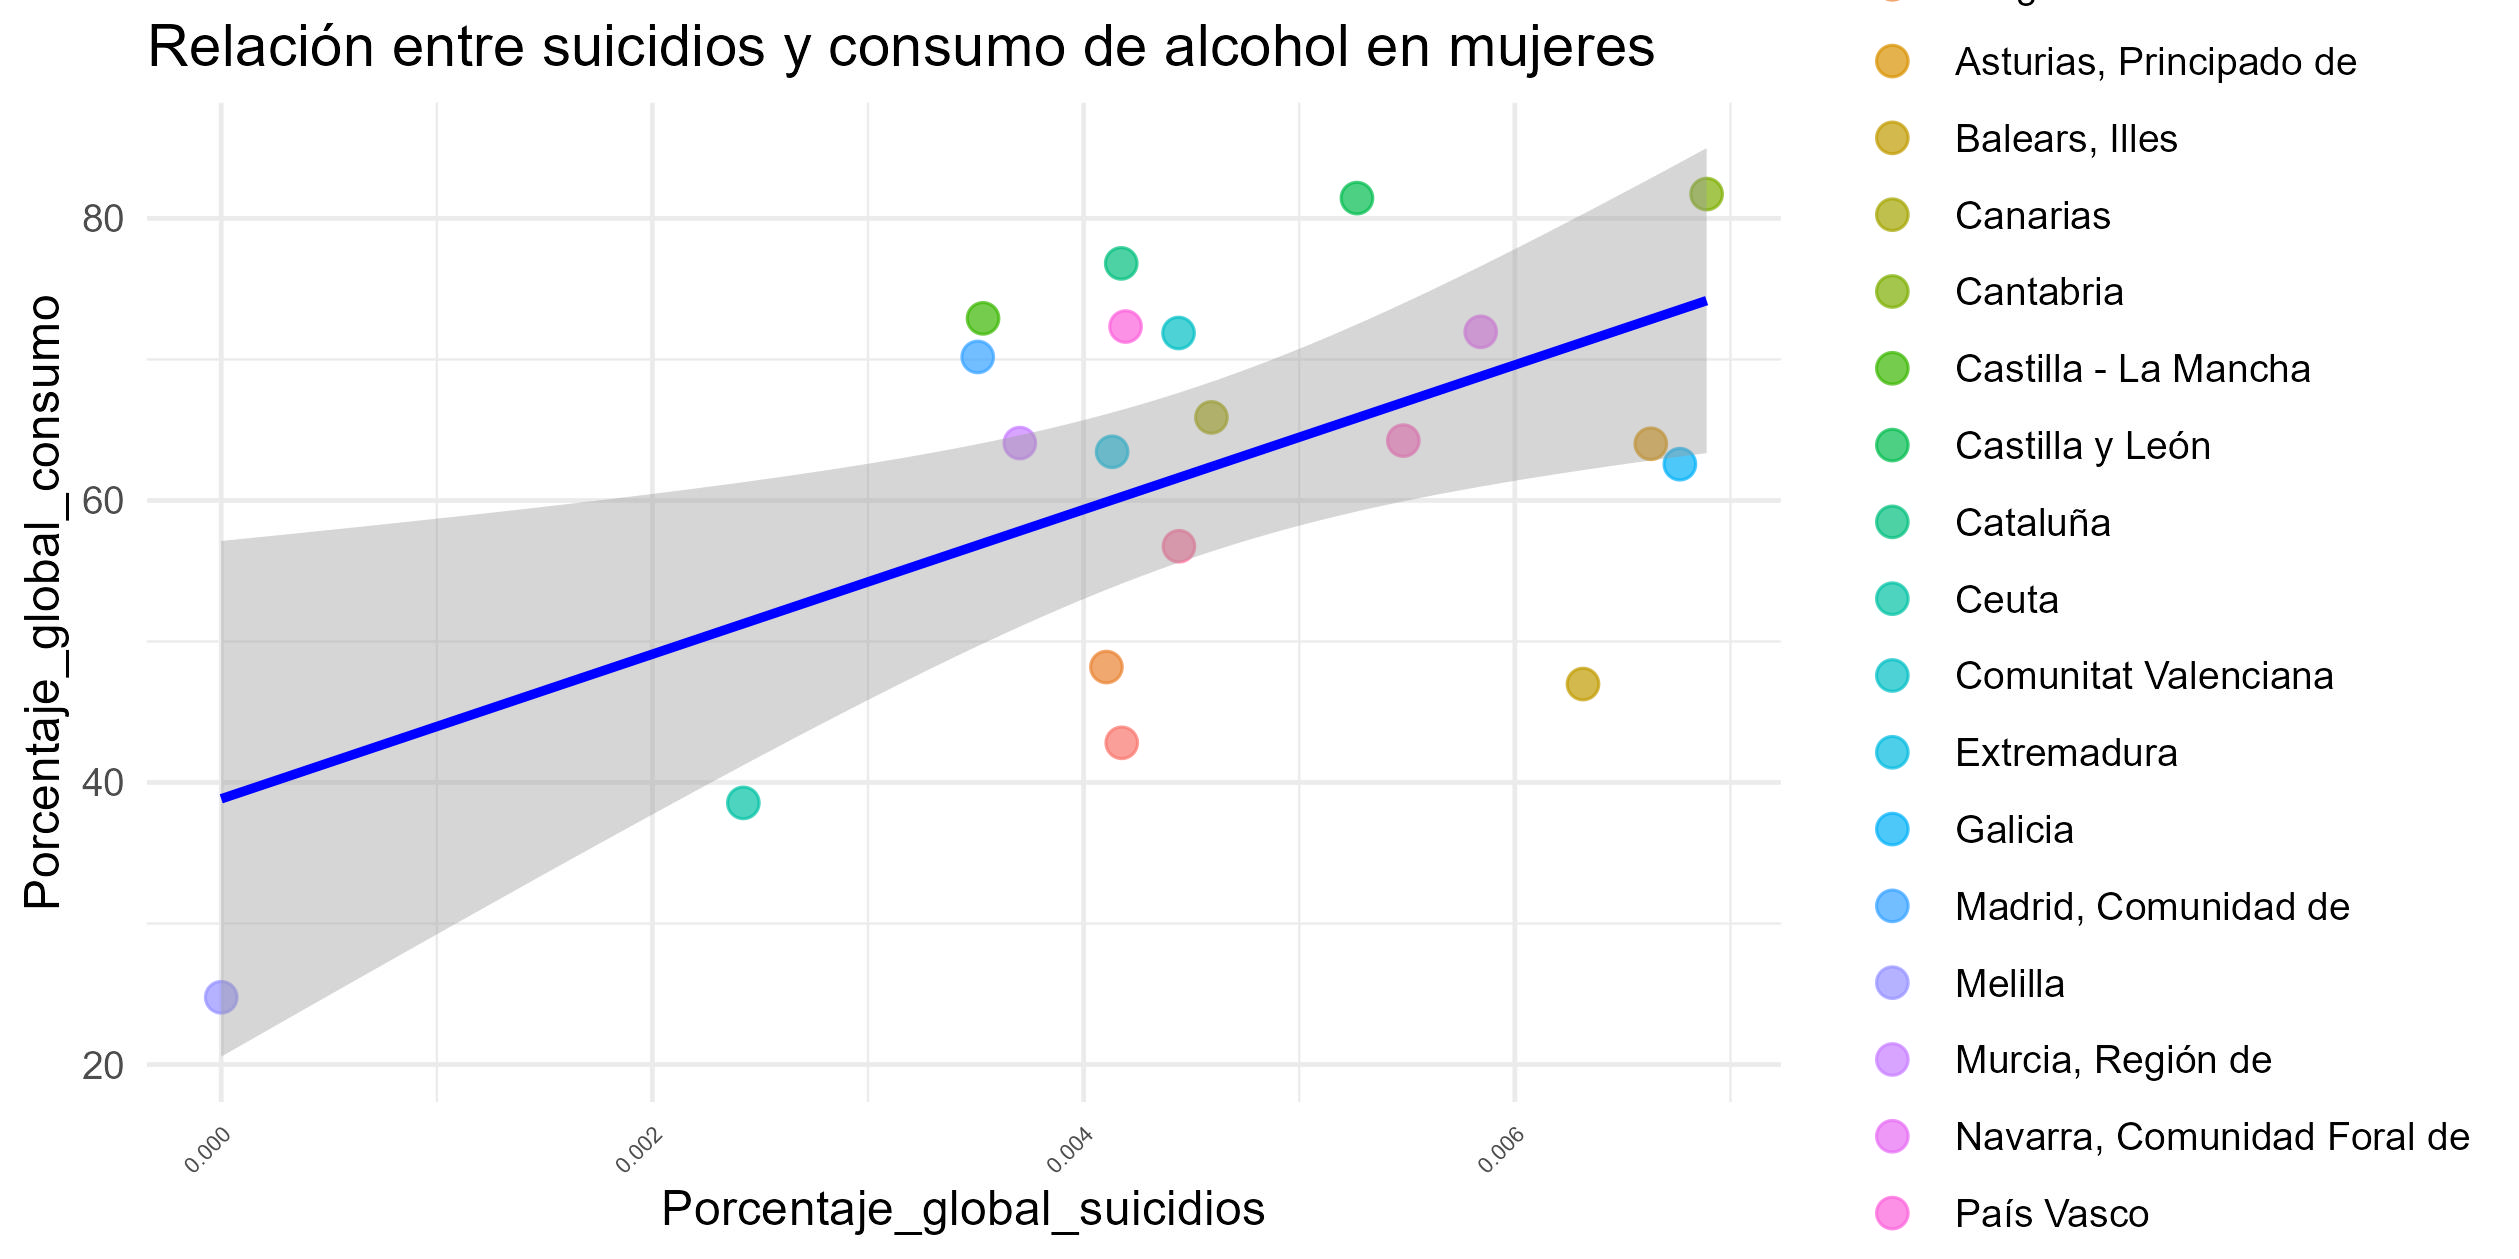 Relación entre suicidios y consumo de alcohol en mujeres
Porcentaje_global_consumo
80
60
40
20
0.000
0.002
0.004
0.006
Porcentaje_global_suicidios
Asturias, Principado de
Balears, Illes
Canarias
Cantabria
Castilla - La Mancha
Castilla y León
Cataluña
Ceuta
Comunitat Valenciana
Extremadura
Galicia
Madrid, Comunidad de
Melilla
Murcia, Región de
Navarra, Comunidad Foral de
País Vasco